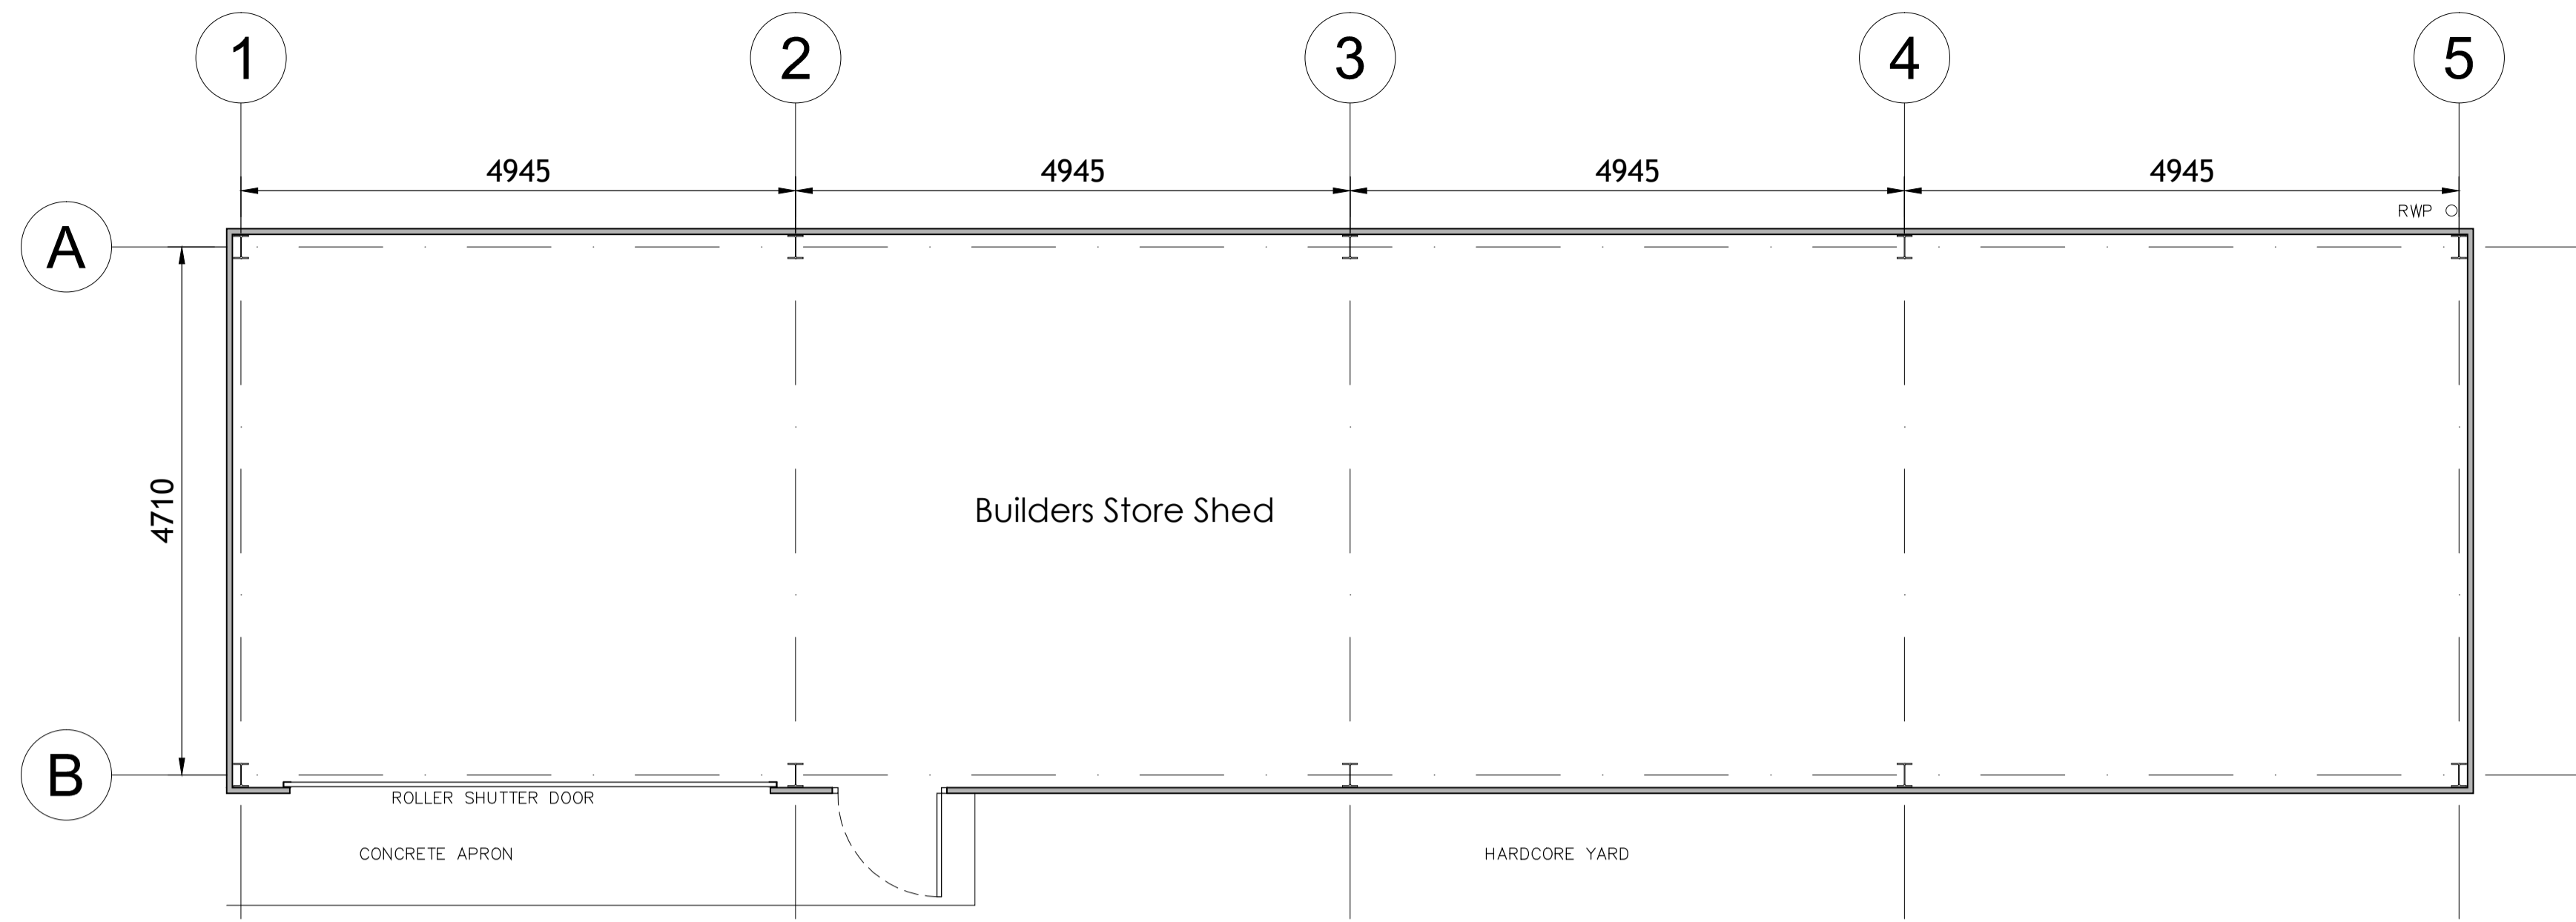 1 2 3 4 5
4945 4945 4945 4945
RWP
A
4710
Builders Store Shed
B
ROLLER SHUTTER DOOR
CONCRETE APRON
HARDCORE YARD